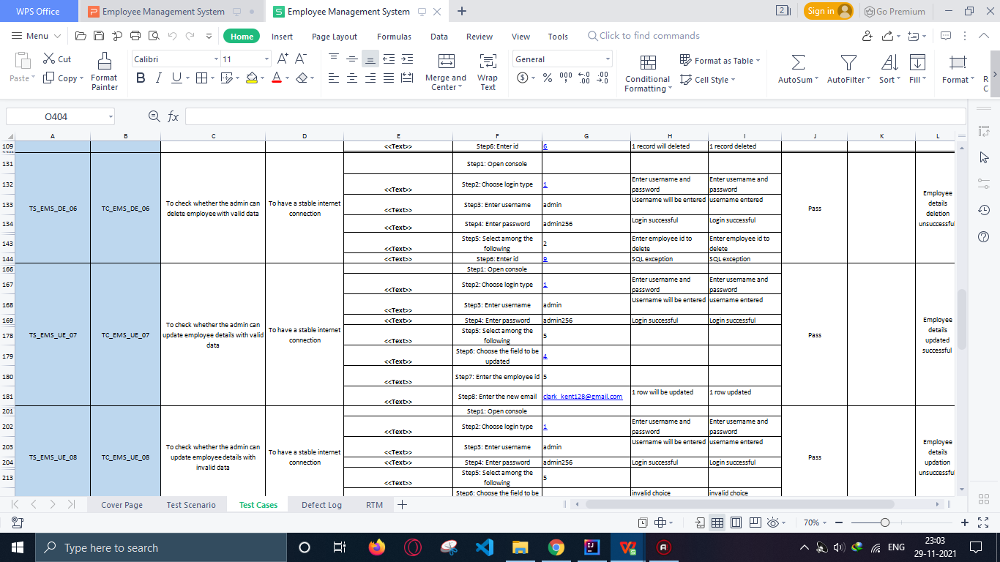 WPS Office
Employee Management System
Employee Management System
2
Sign in
Go Premium
Menu
Home
Insert
Page Layout
Formulas
Data
Review
View
Tools
Click to find commands
Paste
Cut
Copy
Format Painter
Calibri
11
Merge and Center
Wrap Text
General
Conditional Formatting
Format as Table
Cell Style
AutoSum
AutoFilter
Sort
Fill
Format
O404
fx
A B C D E F G H I J K L
109 <<Text>> Step6: Enter id 6 1 record will deleted 1 record deleted
131 Step1: Open console
132 <<Text>> Step2: Choose login type 1 Enter username and password Enter username and password
133 <<Text>> Step3: Enter username admin Username will be entered username entered
TS_EMS_DE_06 TC_EMS_DE_06 To check whether the admin can delete employee with valid data To have a stable internet connection Pass Employee details deletion unsuccessful
134 <<Text>> Step4: Enter password admin256 Login successful Login successful
143 <<Text>> Step5: Select among the following 2 Enter employee id to delete Enter employee id to delete
144 <<Text>> Step6: Enter id 9 SQL exception SQL exception
166 Step1: Open console
167 <<Text>> Step2: Choose login type 1 Enter username and password Enter username and password
168 <<Text>> Step3: Enter username admin Username will be entered username entered
169 <<Text>> Step4: Enter password admin256 Login successful Login successful
TS_EMS_UE_07 TC_EMS_UE_07 To check whether the admin can update employee details with valid data To have a stable internet connection Pass Employee details updated successful
178 <<Text>> Step5: Select among the following 5
179 <<Text>> Step6: Choose the field to be updated 4
180 <<Text>> Step7: Enter the employee id 5
181 <<Text>> Step8: Enter the new email clark_kent128@gmail.com 1 row will be updated 1 row updated
201 Step1: Open console
202 <<Text>> Step2: Choose login type 1 Enter username and password Enter username and password
203 <<Text>> Step3: Enter username admin Username will be entered username entered
TS_EMS_UE_08 TC_EMS_UE_08 To check whether the admin can update employee details with invalid data To have a stable internet connection Pass Employee details updation unsuccessful
204 <<Text>> Step4: Enter password admin256 Login successful Login successful
213 <<Text>> Step5: Select among the following 5
Step6: Choose the field to be invalid choice invalid choice
Cover Page
Test Scenario
Test Cases
Defect Log
RTM
70%
Type here to search
ENG
23:03
29-11-2021